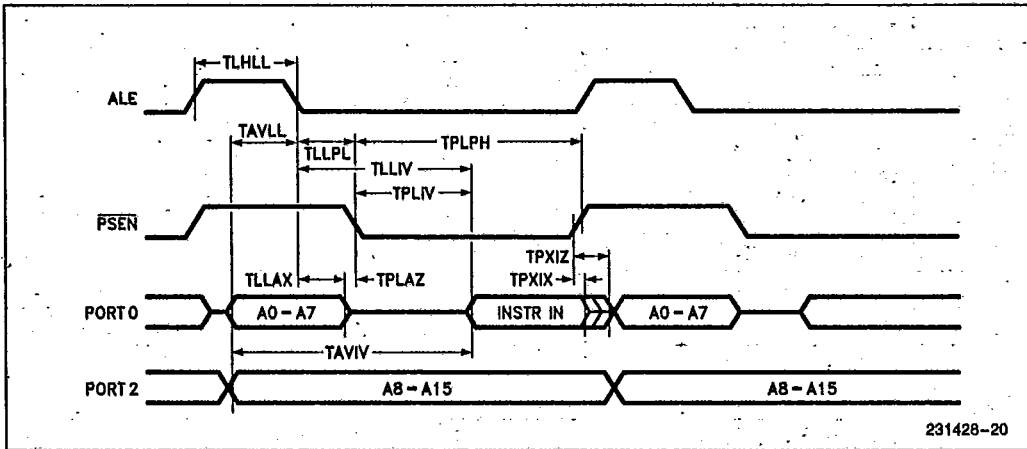 TLHLL
ALE
TAVLL
TLLPL
TPLPH
TLLIV
TPLIV
PSEN
TPXIZ
TLLAX
TPLAZ
TPXIX
PORT 0
A0-A7
INSTR IN
A0-A7
TAVIV
PORT 2
A8-A15
A8-A15
231428-20